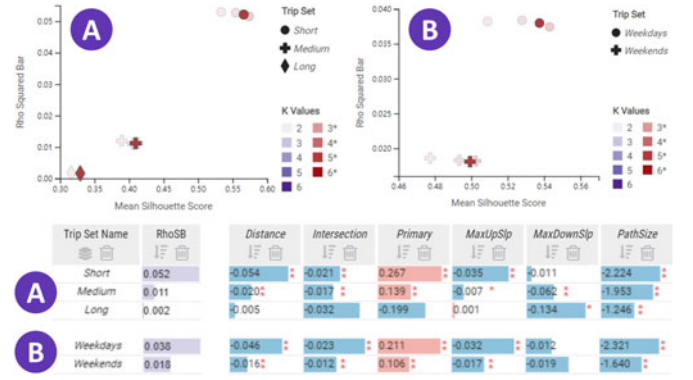 A
0.05
0.04
0.03
0.02
0.01
0.00
0.30 0.35 0.40 0.45 0.50 0.55 0.60
Rho Squared Bar
Mean Silhouette Score
Trip Set
Short
Medium
Long
K Values
2 3*
3 4*
4 5*
5 6*
6
B
0.040
0.035
0.030
0.020
0.46 0.48 0.50 0.52 0.54 0.56
Rho Squared Bar
Mean Silhouette Score
Trip Set
Weekdays
Weekends
K Values
2 3*
3 4*
4 5*
5 6*
6
Trip Set Name RhoSB Distance Intersection Primary MaxUpSlp MaxDownSlp PathSize
A
Short 0.052 -0.054 ** -0.021 ** 0.267 ** -0.035 ** -0.011 -2.224 **
Medium 0.011 -0.020 ** -0.017 ** 0.139 ** -0.007 * -0.062 ** -1.953 **
Long 0.002 -0.005 -0.032 -0.199 0.001 -0.134 * -1.246 **
B
Weekdays 0.038 -0.046 ** -0.023 ** 0.211 ** -0.032 ** -0.012 -2.321 **
Weekends 0.018 -0.016 ** -0.012 ** 0.106 ** -0.017 ** -0.019 -1.640 **